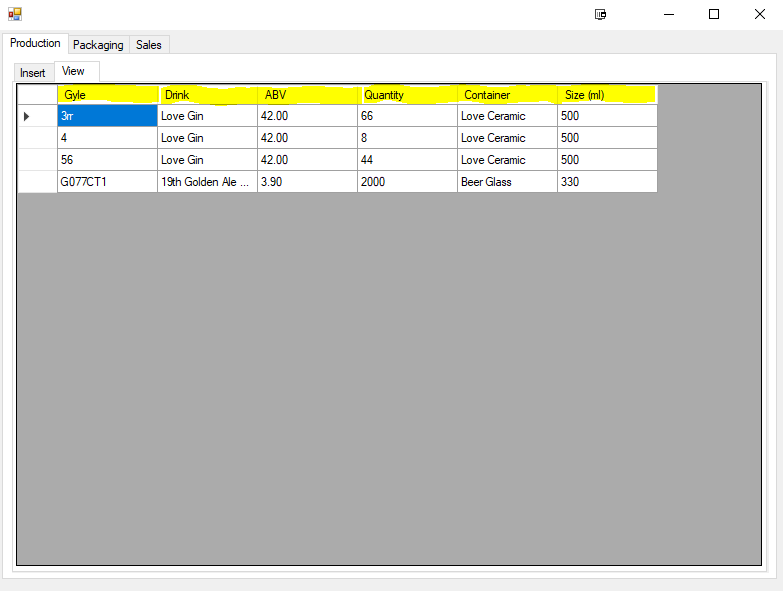 Production Packaging Sales
Insert View
Gyle Drink ABV Quantity Container Size (ml)
3rr Love Gin 42.00 66 Love Ceramic 500
4 Love Gin 42.00 8 Love Ceramic 500
56 Love Gin 42.00 44 Love Ceramic 500
G077CT1 19th Golden Ale ... 3.90 2000 Beer Glass 330